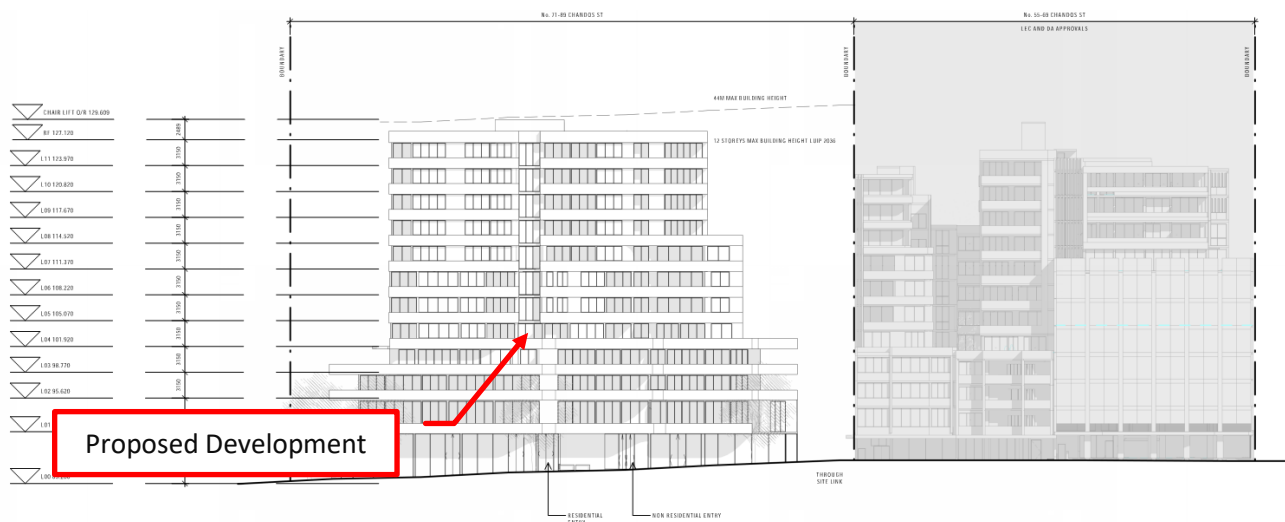 No. 71-89 CHANDOS ST
No. 55-69 CHANDOS ST
LEC AND DA APPROVALS
BOUNDARY
BOUNDARY
BOUNDARY
44M MAX BUILDING HEIGHT
CHAIR LIFT O/R 129.609
RF 127.120
12 STOREYS MAX BUILDING HEIGHT LUIP 2036
L11 123.970
L10 120.820
L09 117.670
L08 114.520
L07 111.370
L06 108.220
L05 105.070
L04 101.920
L03 98.770
L02 95.620
L01
L00
2489
3150
3150
3150
3150
3150
3150
3150
3150
3150
3150
Proposed Development
THROUGH
SITE LINK
RESIDENTIAL
ENTRY
NON RESIDENTIAL ENTRY